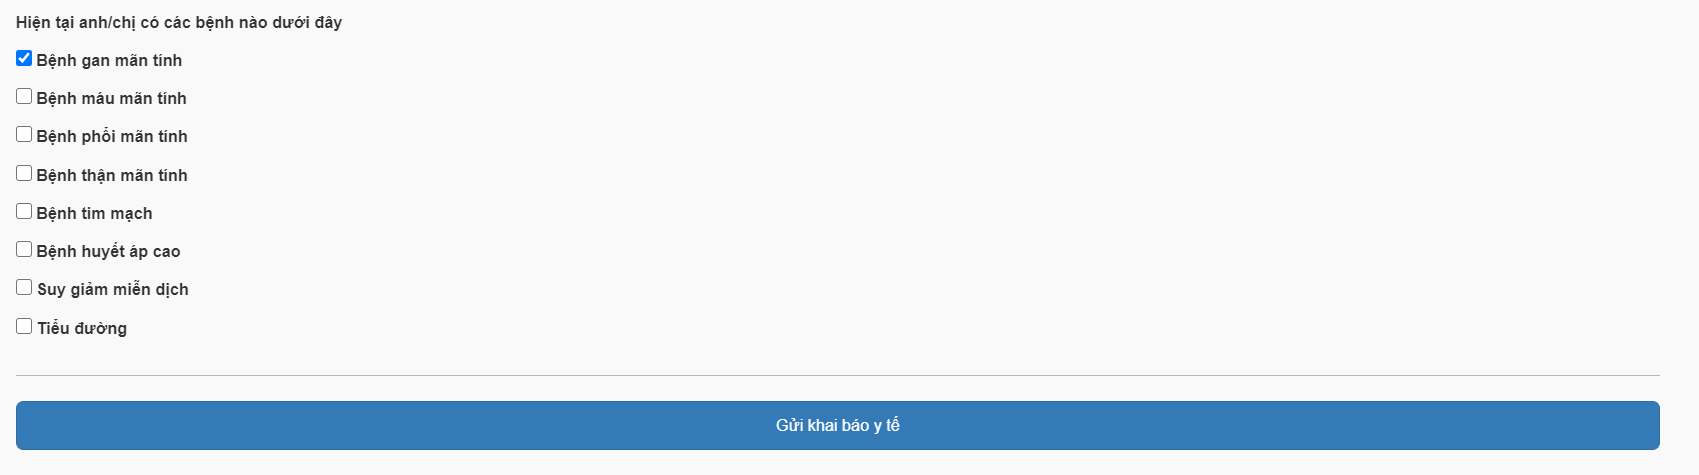 Hiện tại anh/chị có các bệnh nào dưới đây
Bệnh gan mãn tính
Bệnh máu mãn tính
Bệnh phổi mãn tính
Bệnh thận mãn tính
Bệnh tim mạch
Bệnh huyết áp cao
Suy giảm miễn dịch
Tiểu đường
Gửi khai báo y tế